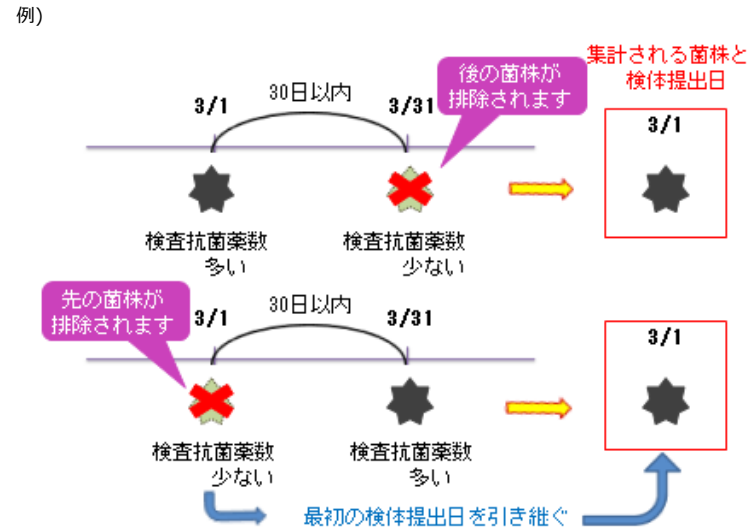 例)
集計される菌株と
検体提出日
後の菌株が
排除されます
3/1
30日以内
3/31
3/1
検査抗菌薬数
多い
検査抗菌薬数
少ない
先の菌株が
排除されます
3/1
30日以内
3/31
3/1
検査抗菌薬数
少ない
検査抗菌薬数
多い
最初の検体提出日を引き継ぐ